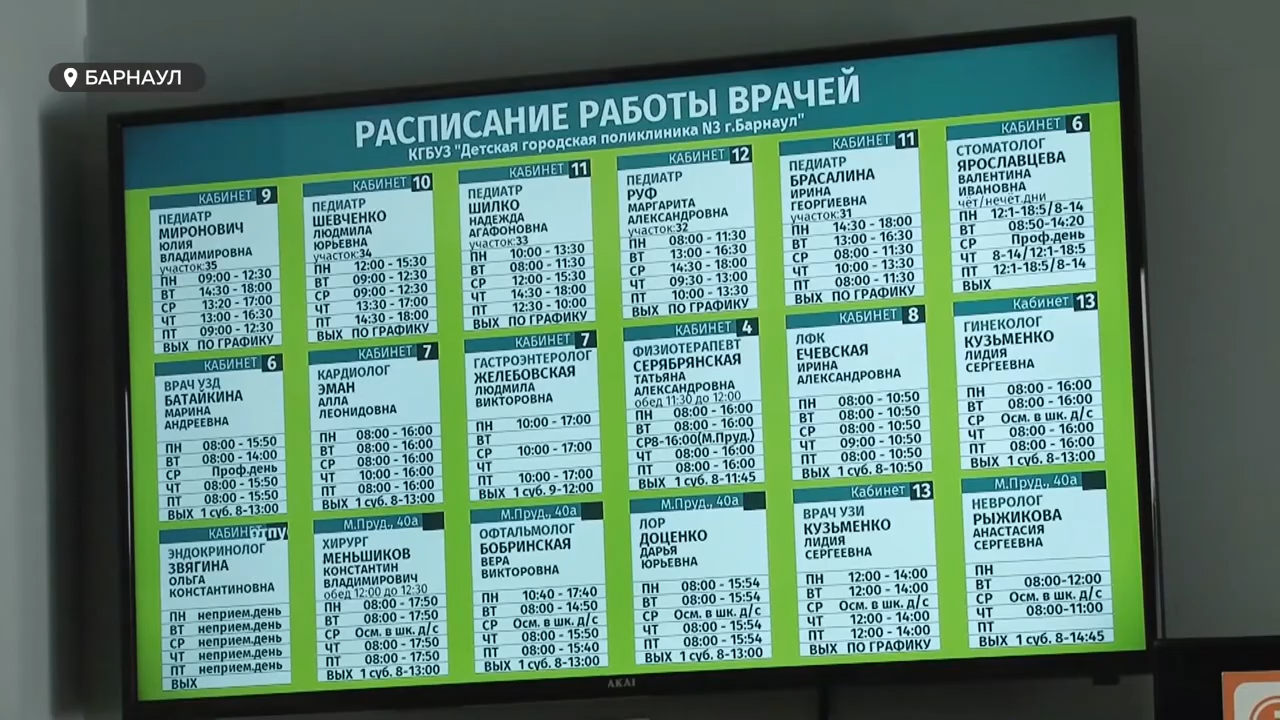 БАРНАУЛ
РАСПИСАНИЕ РАБОТЫ ВРАЧЕЙ
КГБУЗ "Детская городская поликлиника N3 г.Барнаул"
КАБИНЕТ 9
ПЕДИАТР
МИРОНОВИЧ
ЮЛИЯ
ВЛАДИМИРОВНА
участок:35
ПН 09:00 - 12:30
ВТ 14:30 - 18:00
СР 13:20 - 17:00
ЧТ 13:00 - 16:30
ПТ 09:00 - 12:30
ВЫХ ПО ГРАФИКУ
КАБИНЕТ 10
ПЕДИАТР
ШЕВЧЕНКО
ЛЮДМИЛА
ЮРЬЕВНА
участок:34
ПН 12:00 - 15:30
ВТ 09:00 - 12:30
СР 09:00 - 12:30
ЧТ 13:30 - 17:00
ПТ 14:30 - 18:00
ВЫХ ПО ГРАФИКУ
КАБИНЕТ 11
ПЕДИАТР
ШИЛКО
НАДЕЖДА
АГАФОНОВНА
участок:33
ПН 10:00 - 13:30
ВТ 08:00 - 11:30
СР 12:00 - 15:30
ЧТ 14:30 - 18:00
ПТ 12:30 - 10:00
ВЫХ ПО ГРАФИКУ
КАБИНЕТ 12
ПЕДИАТР
РУФ
МАРГАРИТА
АЛЕКСАНДРОВНА
участок:32
ПН 08:00 - 11:30
ВТ 13:00 - 16:30
СР 14:30 - 18:00
ЧТ 09:30 - 13:00
ПТ 10:00 - 13:30
ВЫХ ПО ГРАФИКУ
КАБИНЕТ 11
ПЕДИАТР
БРАСАЛИНА
ИРИНА
ГЕОРГИЕВНА
участок:31
ПН 14:30 - 18:00
ВТ 13:00 - 16:30
СР 08:00 - 11:30
ЧТ 10:00 - 13:30
ПТ 08:00 - 11:30
ВЫХ ПО ГРАФИКУ
КАБИНЕТ 6
СТОМАТОЛОГ
ЯРОСЛАВЦЕВА
ВАЛЕНТИНА
ИВАНОВНА
чёт/нечёт.дни
ПН 12:1-18:5/8-14
ВТ 08:50-14:20
СР Проф.день
ЧТ 8-14/12:1-18:5
ПТ 12:1-18:5/8-14
ВЫХ
КАБИНЕТ 6
ВРАЧ УЗД
БАТАЙКИНА
МАРИНА
АНДРЕЕВНА
ПН 08:00 - 15:50
ВТ 08:00 - 14:00
СР Проф.день
ЧТ 08:00 - 15:50
ПТ 08:00 - 15:50
ВЫХ 1 суб. 8-13:00
КАБИНЕТ 7
КАРДИОЛОГ
ЭМАН
АЛЛА
ЛЕОНИДОВНА
ПН 08:00 - 16:00
ВТ 08:00 - 16:00
СР 08:00 - 16:00
ЧТ 10:00 - 16:00
ПТ 08:00 - 16:00
ВЫХ 1 суб. 8-13:00
КАБИНЕТ 7
ГАСТРОЭНТЕРОЛОГ
ЖЕЛЕБОВСКАЯ
ЛЮДМИЛА
ВИКТОРОВНА
ПН 10:00 - 17:00
ВТ
СР 10:00 - 17:00
ЧТ
ПТ 10:00 - 17:00
ВЫХ 1 суб. 9-12:00
КАБИНЕТ 4
ФИЗИОТЕРАПЕВТ
СЕРЕБРЯНСКАЯ
ТАТЬЯНА
АЛЕКСАНДРОВНА
обед 11:30 до 12:00
ПН 08:00 - 16:00
ВТ 08:00 - 16:00
СР8-16:00(М.Пруд.)
ЧТ 08:00 - 16:00
ПТ 08:00 - 16:00
ВЫХ 1 суб. 8-11:45
КАБИНЕТ 8
ЛФК
ЕЧЕВСКАЯ
ИРИНА
АЛЕКСАНДРОВНА
ПН 08:00 - 10:50
ВТ 08:00 - 10:50
СР 08:00 - 10:50
ЧТ 09:00 - 10:50
ПТ 08:00 - 10:50
ВЫХ 1 суб. 8-10:50
Кабинет 13
ГИНЕКОЛОГ
КУЗЬМЕНКО
ЛИДИЯ
СЕРГЕЕВНА
ПН 08:00 - 16:00
ВТ 08:00 - 16:00
СР Осм. в шк. д/с
ЧТ 08:00 - 16:00
ПТ 08:00 - 16:00
ВЫХ 1 суб. 8-13:00
КАБИНЕТ
ЭНДОКРИНОЛОГ
ЗВЯГИНА
ОЛЬГА
КОНСТАНТИНОВНА
ПН неприем.день
ВТ неприем.день
СР неприем.день
ЧТ неприем.день
ПТ неприем.день
ВЫХ
М.Пруд., 40а
ХИРУРГ
МЕНЬШИКОВ
КОНСТАНТИН
ВЛАДИМИРОВИЧ
обед 12:00 до 12:30
ПН 08:00 - 17:50
ВТ 08:00 - 17:50
СР Осм. в шк. д/с
ЧТ 08:00 - 17:50
ПТ 08:00 - 17:50
ВЫХ 1 суб. 8-13:00
М.Пруд., 40а
ОФТАЛЬМОЛОГ
БОБРИНСКАЯ
ВЕРА
ВИКТОРОВНА
ПН 10:40 - 17:40
ВТ 08:00 - 14:50
СР Осм. в шк. д/с
ЧТ 08:00 - 15:50
ПТ 08:00 - 15:40
ВЫХ 1 суб. 8-13:00
М.Пруд., 40а
ЛОР
ДОЦЕНКО
ДАРЬЯ
ЮРЬЕВНА
ПН 08:00 - 15:54
ВТ 08:00 - 15:54
СР Осм. в шк. д/с
ЧТ 08:00 - 15:54
ПТ 08:00 - 15:54
ВЫХ 1 суб. 8-13:00
Кабинет 13
ВРАЧ УЗИ
КУЗЬМЕНКО
ЛИДИЯ
СЕРГЕЕВНА
ПН 12:00 - 14:00
ВТ 12:00 - 14:00
СР Осм. в шк. д/с
ЧТ 12:00 - 14:00
ПТ 12:00 - 14:00
ВЫХ ПО ГРАФИКУ
М.Пруд., 40а
НЕВРОЛОГ
РЫЖИКОВА
АНАСТАСИЯ
СЕРГЕЕВНА
ПН
ВТ 08:00-12:00
СР Осм. в шк. д/с
ЧТ 08:00-11:00
ПТ
ВЫХ 1 суб. 8-14:45
AKAI